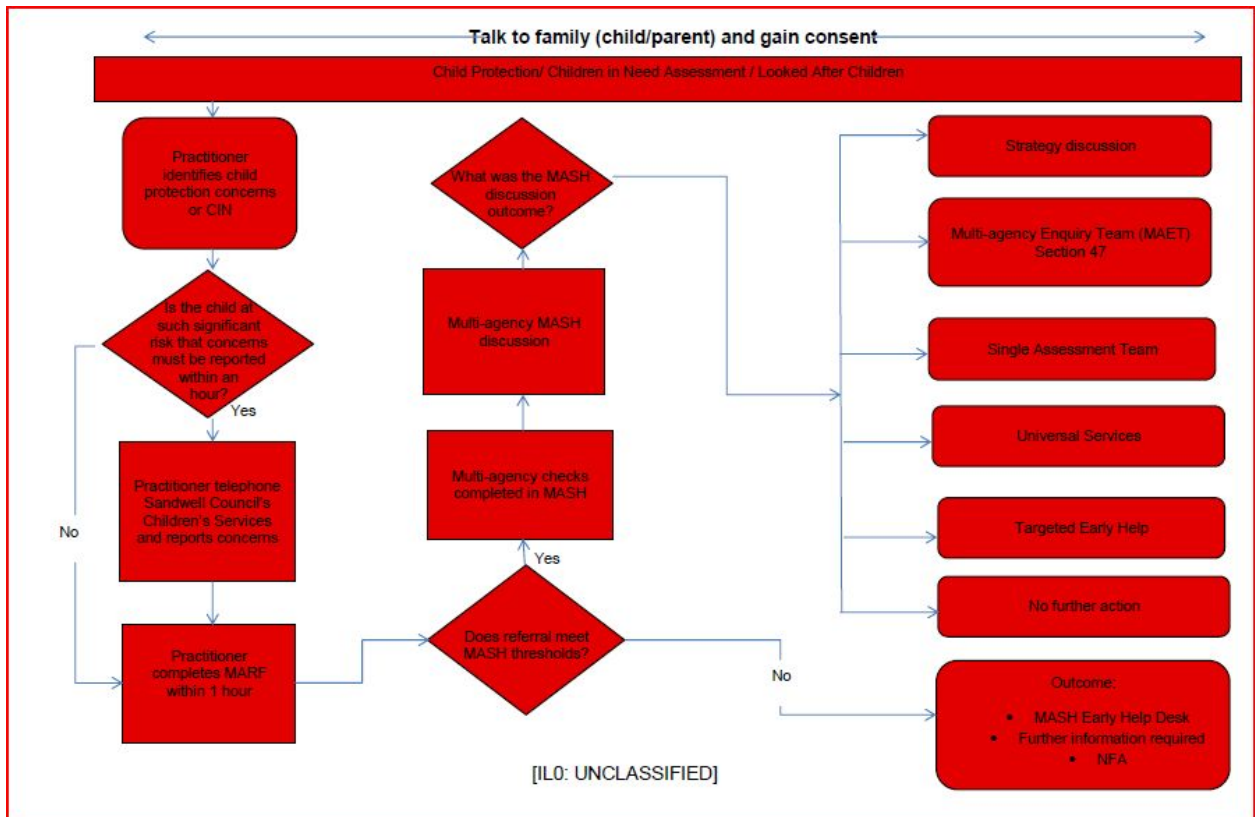 Talk to family (child/parent) and gain consent
Child Protection/ Children in Need Assessment / Looked After Children
Practitioner
identifies child
protection concerns
or CIN
Is the child at
such significant
risk that concerns
must be reported
within an
hour?
Yes
No
Practitioner telephone
Sandwell Council's
Children's Services
and reports concerns
Practitioner
completes MARF
within 1 hour
What was the MASH
discussion
outcome?
Multi-agency MASH
discussion
Multi-agency checks
completed in MASH
Yes
Does referral meet
MASH thresholds?
No
Strategy discussion
Multi-agency Enquiry Team (MAET)
Section 47
Single Assessment Team
Universal Services
Targeted Early Help
No further action
Outcome:
• MASH Early Help Desk
• Further information required
• NFA
[IL0: UNCLASSIFIED]